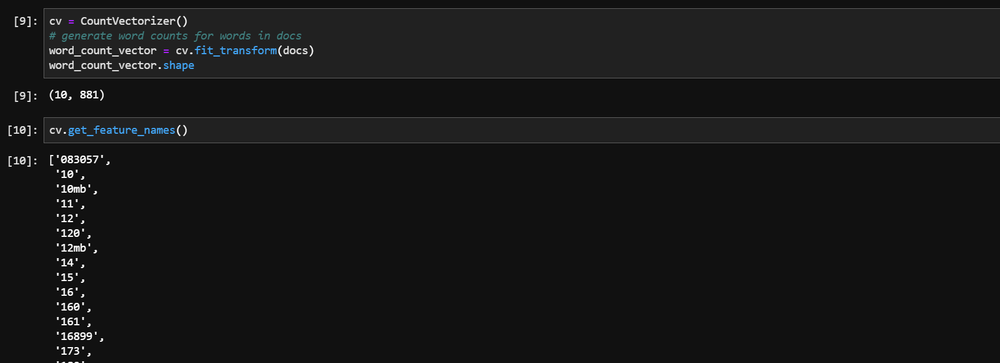 [9]: cv = CountVectorizer()
# generate word counts for words in docs
word_count_vector = cv.fit_transform(docs)
word_count_vector.shape
[9]: (10, 881)
[10]: cv.get_feature_names()
[10]: ['083057',
'10',
'10mb',
'11',
'12',
'120',
'12mb',
'14',
'15',
'16',
'160',
'161',
'16899',
'173',